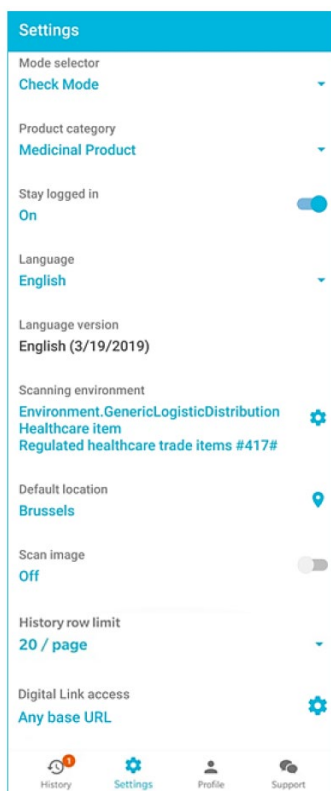 Settings
Mode selector
Check Mode
Product category
Medicinal Product
Stay logged in
On
Language
English
Language version
English (3/19/2019)
Scanning environment
Environment.GenericLogisticDistribution
Healthcare item
Regulated healthcare trade items #417#
Default location
Brussels
Scan image
Off
History row limit
20 / page
Digital Link access
Any base URL
1
History Settings Profile Support